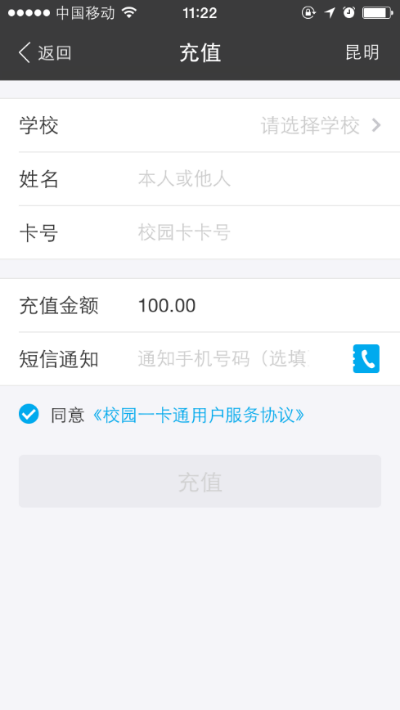 中国移动 11:22
返回 充值 昆明
学校 请选择学校
姓名 本人或他人
卡号 校园卡卡号
充值金额 100.00
短信通知 通知手机号码（选填
同意《校园一卡通用户服务协议》
充值